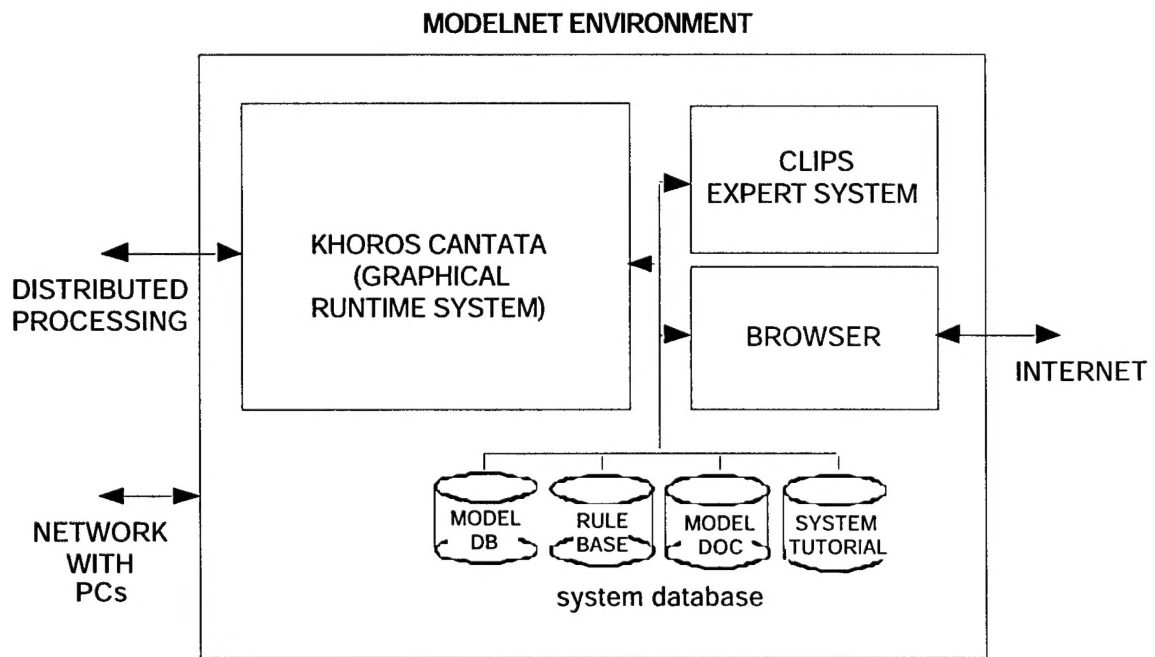 MODELNET ENVIRONMENT
CLIPS
EXPERT SYSTEM
KHOROS CANTATA
(GRAPHICAL
RUNTIME SYSTEM)
DISTRIBUTED
PROCESSING
BROWSER
INTERNET
NETWORK
WITH
PCs
MODEL
DB
RULE
BASE
MODEL
DOC
SYSTEM
TUTORIAL
system database